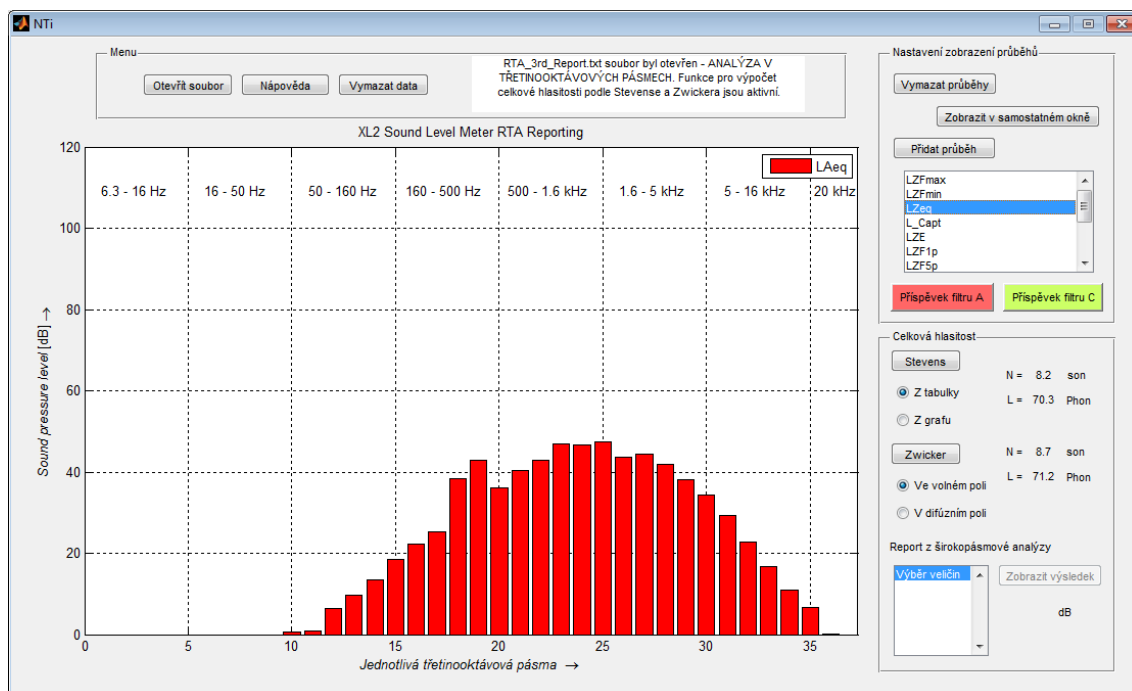 NTi
Menu
Otevřít soubor
Nápověda
Vymazat data
RTA_3rd_Report.txt soubor byl otevřen - ANALÝZA V
TŘETINOOKTÁVOVÝCH PÁSMECH. Funkce pro výpočet
celkové hlasitosti podle Stevense a Zwickera jsou aktivní.
XL2 Sound Level Meter RTA Reporting
LAeq
6.3 - 16 Hz
16 - 50 Hz
50 - 160 Hz
160 - 500 Hz
500 - 1.6 kHz
1.6 - 5 kHz
5 - 16 kHz
20 kHz
120
100
80
60
40
20
0
Sound pressure level [dB] →
0
5
10
15
20
25
30
35
Jednotlivá třetinooktávová pásma →
Nastavení zobrazení průběhů
Vymazat průběhy
Zobrazit v samostatném okně
Přidat průběh
LZFmax
LZFmin
LZeq
L_Capt
LZE
LZF1p
LZF5p
Příspěvek filtru A
Příspěvek filtru C
Celková hlasitost
Stevens
N = 8.2 son
Z tabulky
L = 70.3 Phon
Z grafu
Zwicker
N = 8.7 son
L = 71.2 Phon
Ve volném poli
V difúzním poli
Report z širokopásmové analýzy
Výběr veličin
Zobrazit výsledek
dB